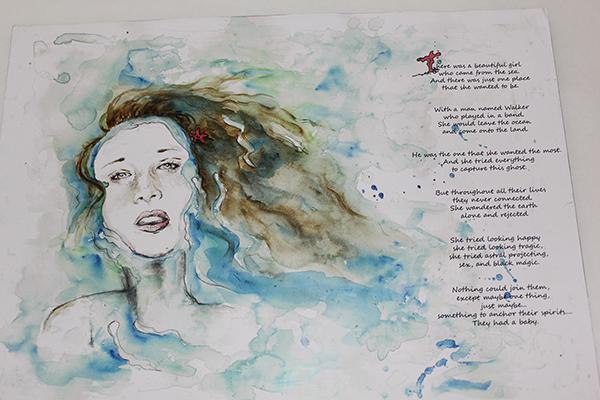 There was a beautiful girl
who came from the sea.
And there was just one place
that she wanted to be.
With a man named Walker
who played in a band.
She would leave the ocean
and come onto the land.
He was the one that she wanted the most.
And she tried everything
to capture this ghost.
But throughout all their lives
they never connected.
She wandered the earth
alone and rejected.
She tried looking happy
she tried looking tragic,
she tried astral projecting,
sex, and black magic.
Nothing could join them,
except maybe one thing,
just maybe...
something to anchor their spirits...
They had a baby.